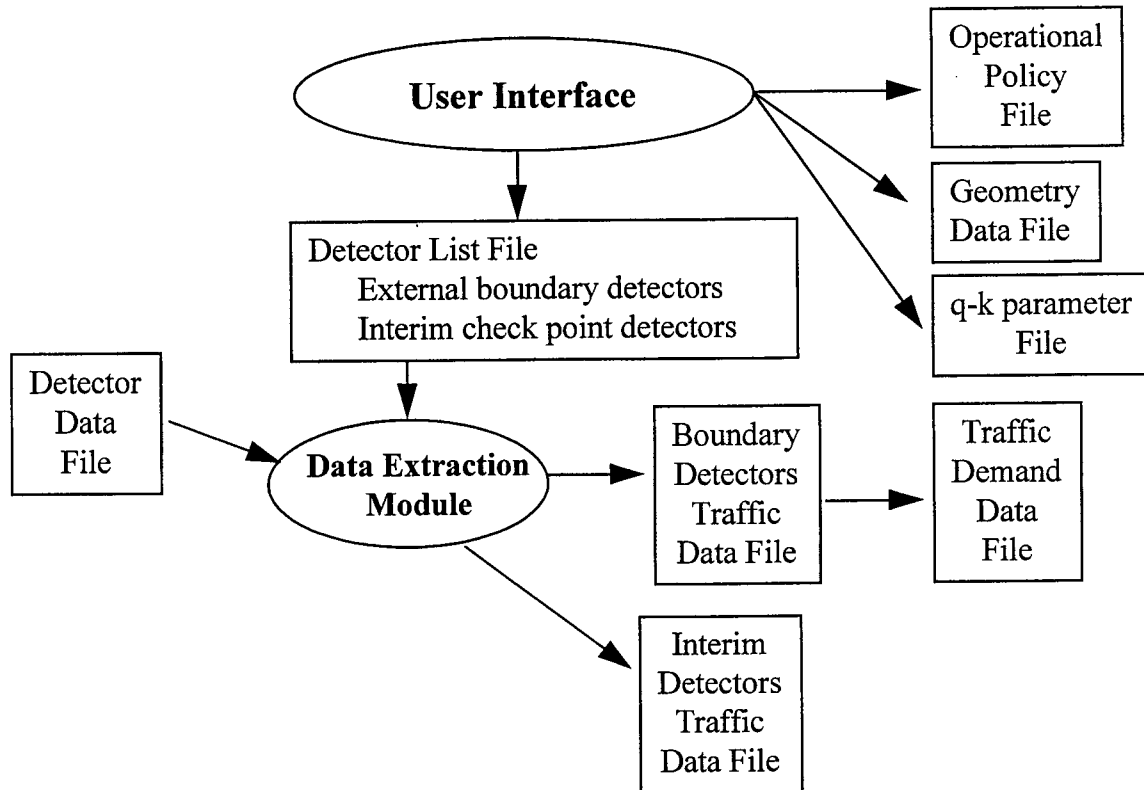 User Interface
Operational
Policy
File
Geometry
Data File
q-k parameter
File
Detector List File
External boundary detectors
Interim check point detectors
Detector
Data
File
Data Extraction
Module
Boundary
Detectors
Traffic
Data File
Traffic
Demand
Data
File
Interim
Detectors
Traffic
Data File